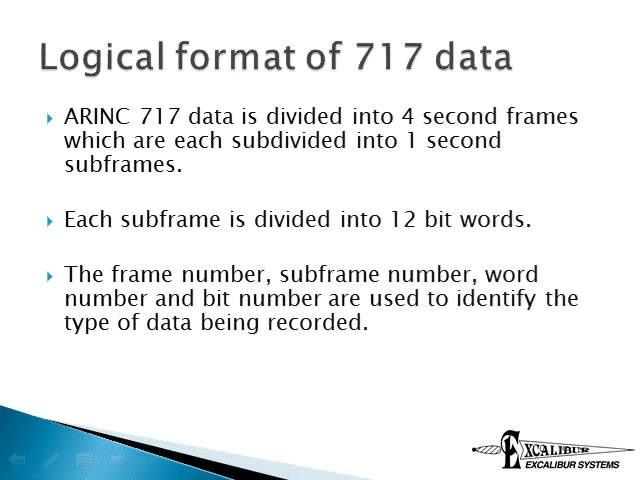 Logical format of 717 data
ARINC 717 data is divided into 4 second frames
which are each subdivided into 1 second
subframes.
Each subframe is divided into 12 bit words.
The frame number, subframe number, word
number and bit number are used to identify the
type of data being recorded.
EXCALIBUR
EXCALIBUR SYSTEMS